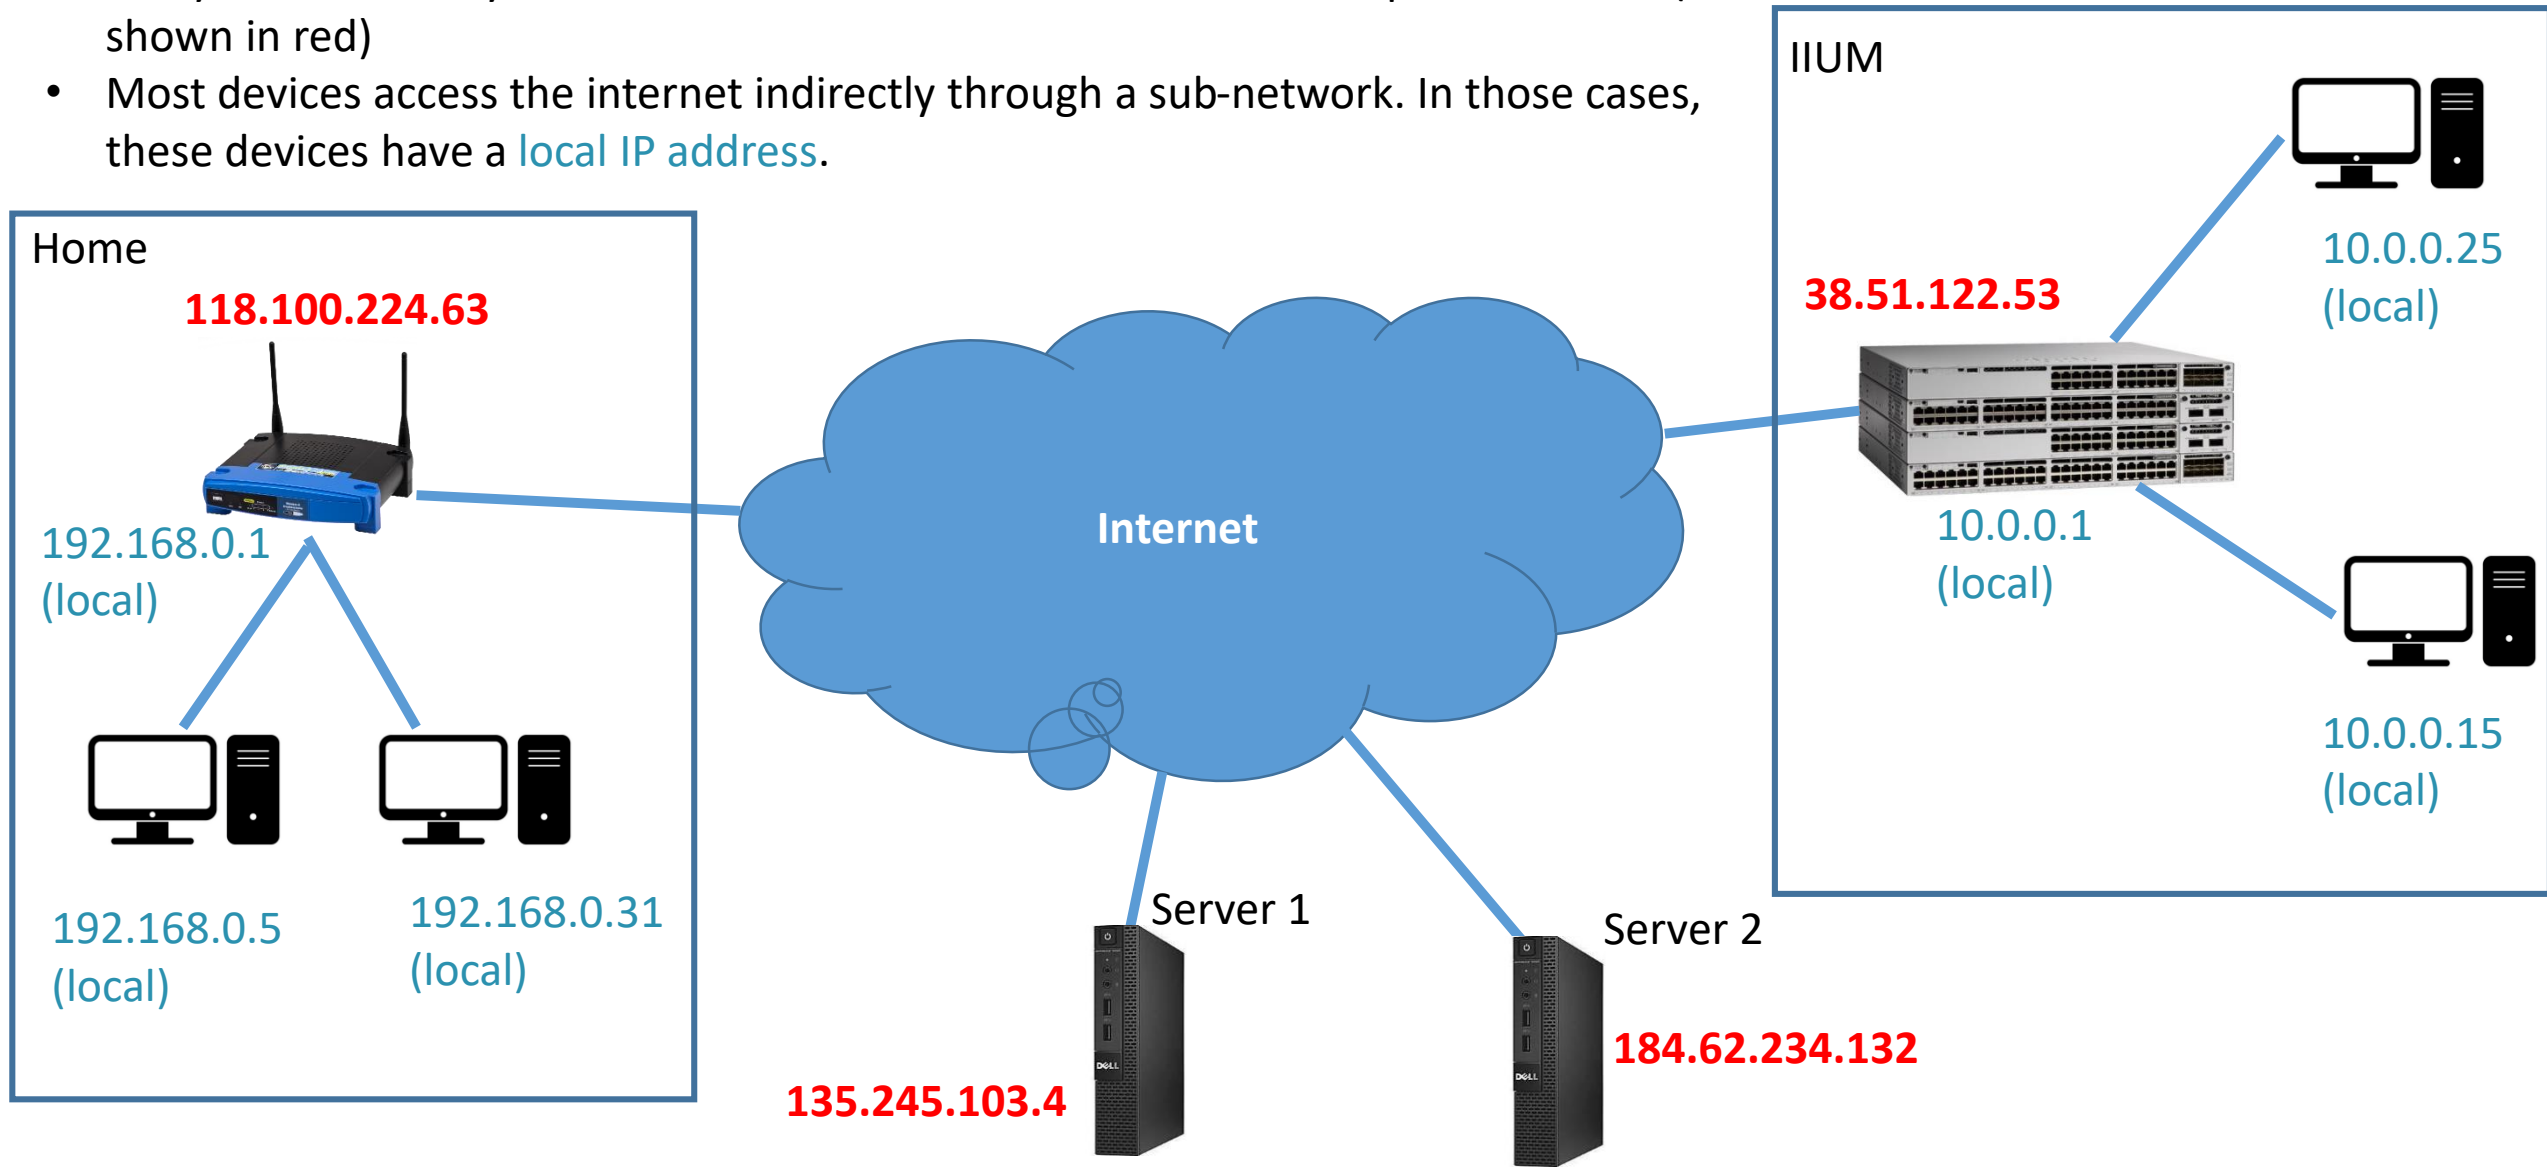 shown in red)
• Most devices access the internet indirectly through a sub-network. In those cases,
these devices have a local IP address.
Home
118.100.224.63
192.168.0.1
(local)
192.168.0.5
(local)
192.168.0.31
(local)
Internet
Server 1
135.245.103.4
Server 2
184.62.234.132
IIUM
38.51.122.53
10.0.0.1
(local)
10.0.0.25
(local)
10.0.0.15
(local)
DELL
DELL